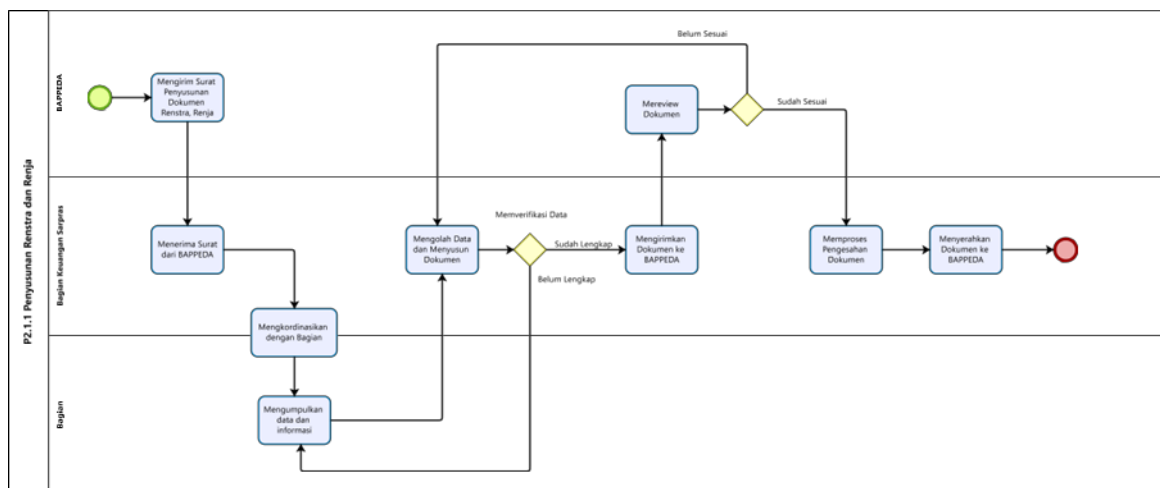 P2.1.1 Penyusunan Renstra dan Renja
BAPPEDA
Mengirim Surat
Penyusunan
Dokumen
Renstra, Renja
Belum Sesuai
Mereview
Dokumen
Sudah Sesuai
Bagian Keuangan Sarpras
Menerima Surat
dari BAPPEDA
Mengkordinasikan
dengan Bagian
Mengolah Data
dan Menyusun
Dokumen
Memverifikasi Data
Sudah Lengkap
Belum Lengkap
Mengirimkan
Dokumen ke
BAPPEDA
Memproses
Pengesahan
Dokumen
Menyerahkan
Dokumen ke
BAPPEDA
Bagian
Mengumpulkan
data dan
informasi